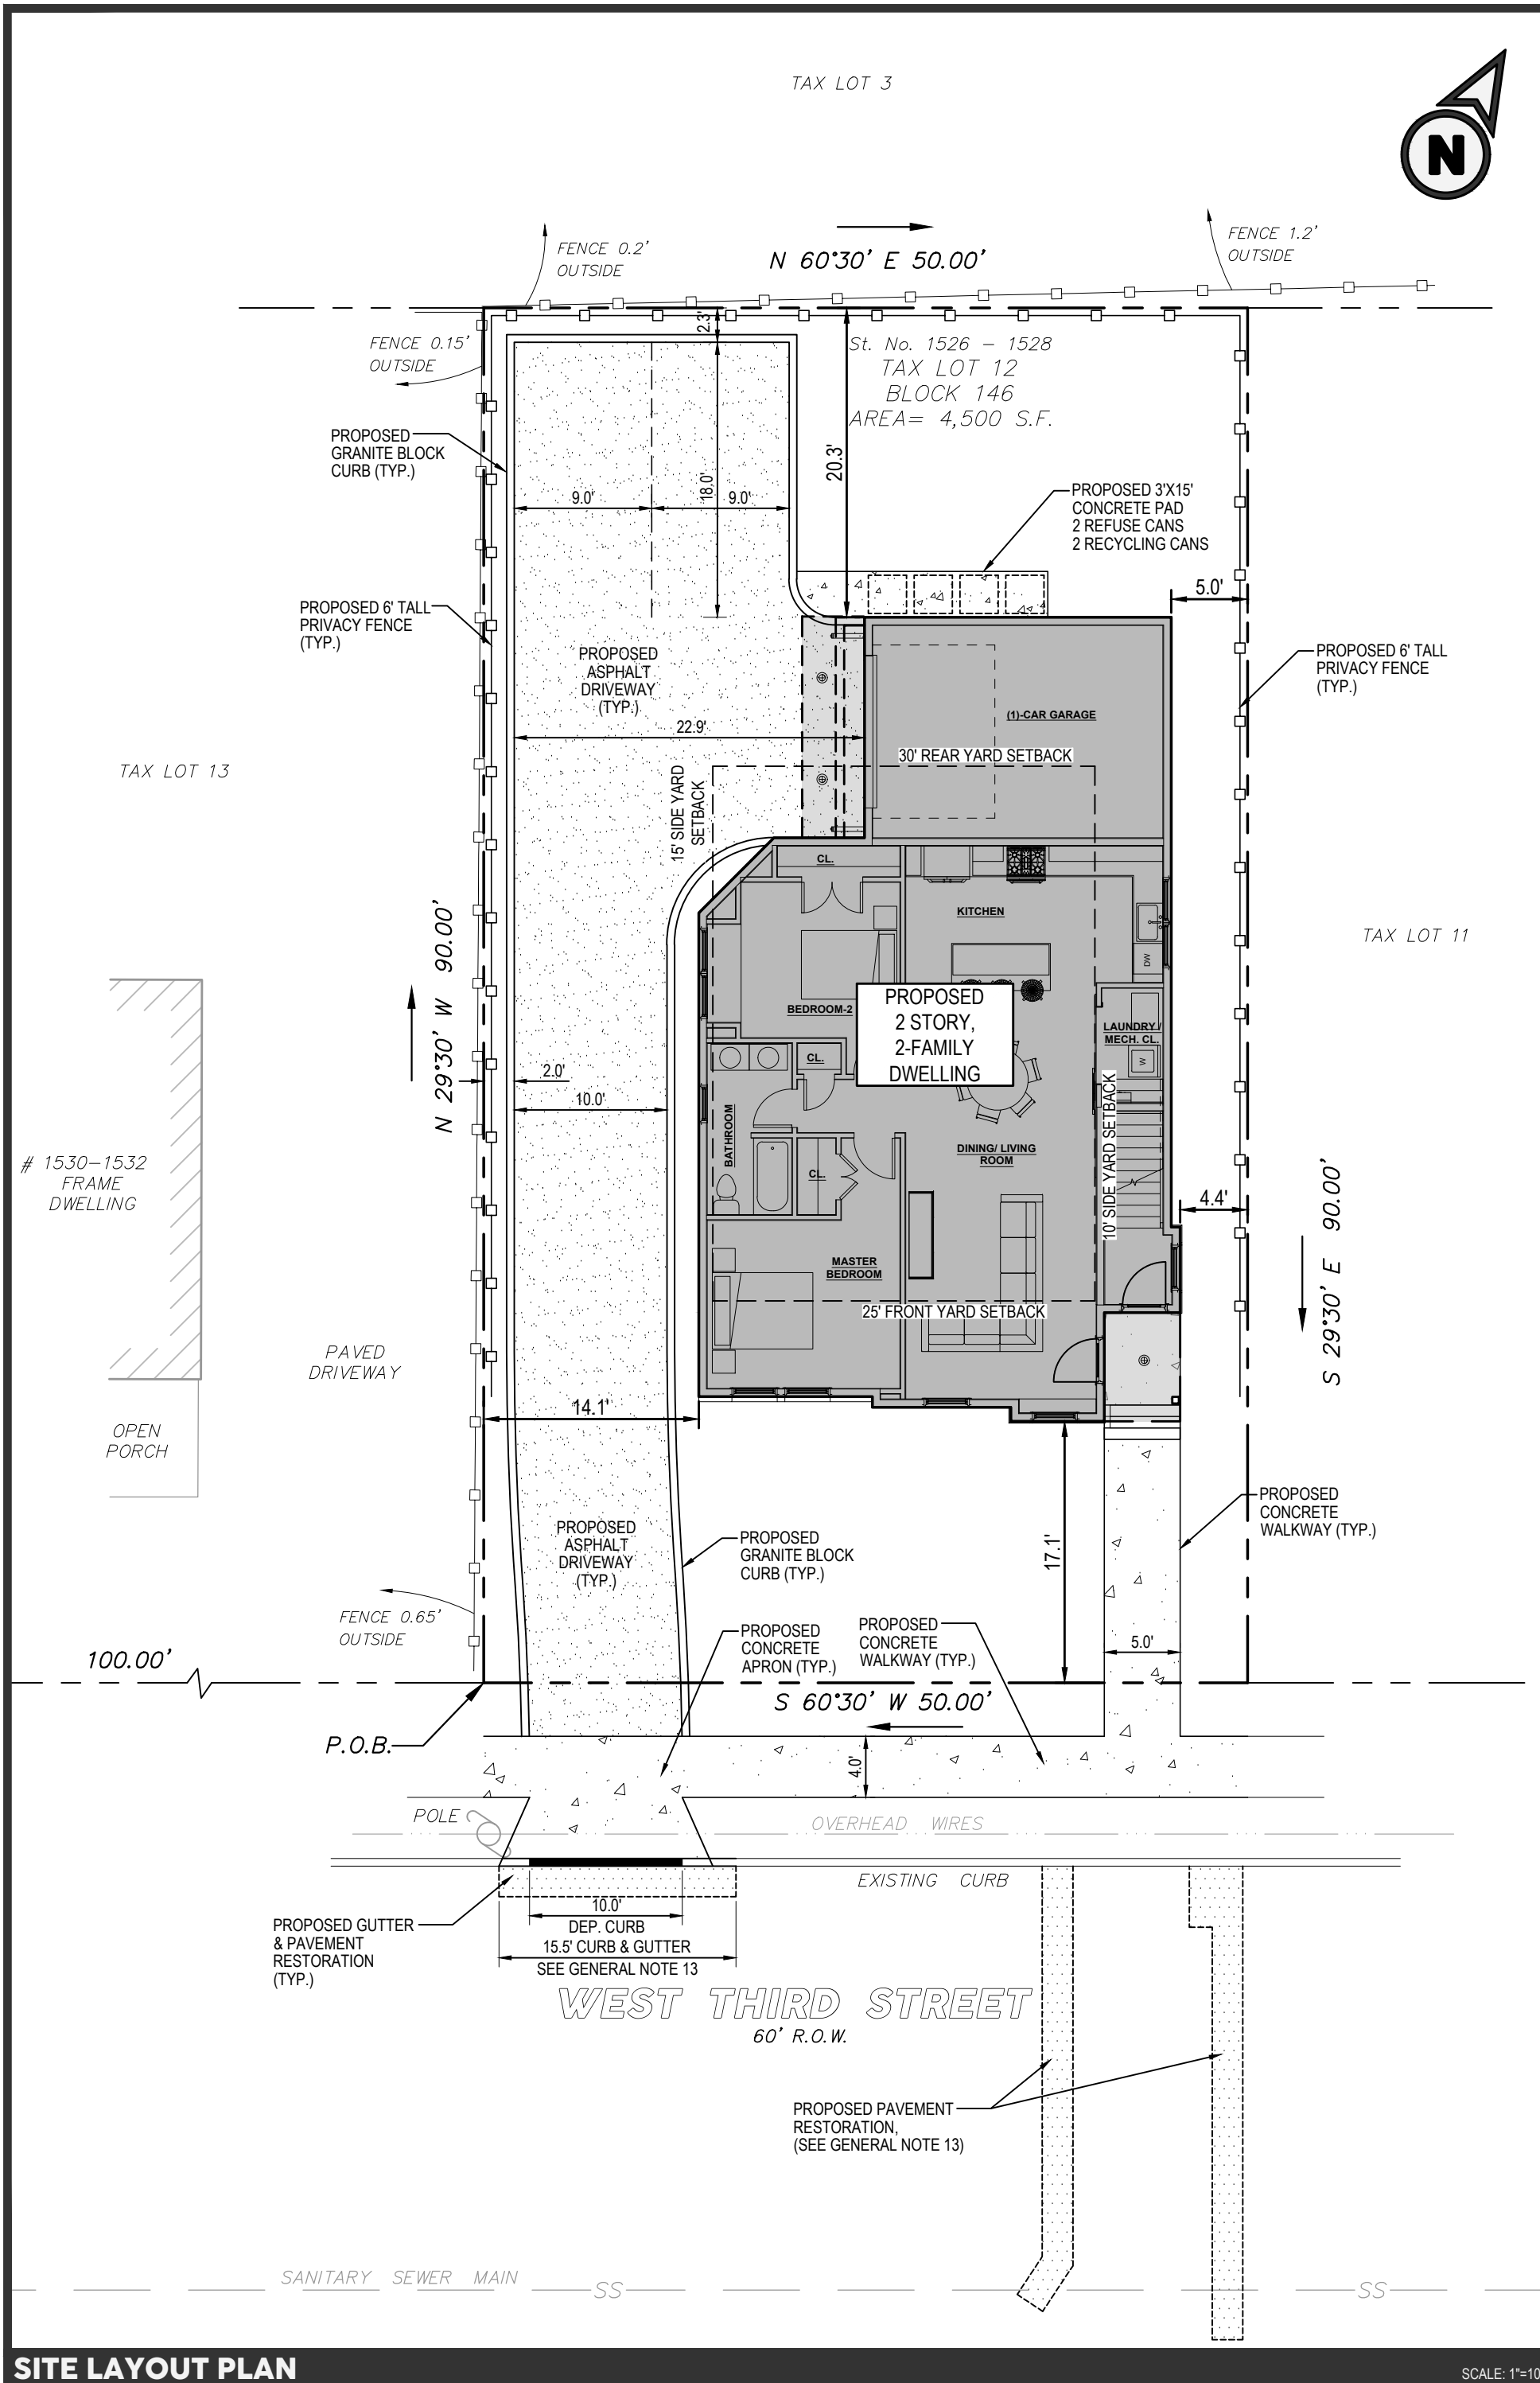 TAX LOT 3
N
FENCE 0.2'
OUTSIDE
N 60°30' E 50.00'
FENCE 1.2'
OUTSIDE
2.3'
FENCE 0.15'
OUTSIDE
St. No. 1526 - 1528
TAX LOT 12
BLOCK 146
AREA= 4,500 S.F.
PROPOSED
GRANITE BLOCK
CURB (TYP.)
9.0'
18.0'
9.0'
20.3'
PROPOSED 3'X15'
CONCRETE PAD
2 REFUSE CANS
2 RECYCLING CANS
5.0'
PROPOSED 6' TALL
PRIVACY FENCE
(TYP.)
PROPOSED
ASPHALT
DRIVEWAY
(TYP.)
PROPOSED 6' TALL
PRIVACY FENCE
(TYP.)
(1)-CAR GARAGE
22.9'
30' REAR YARD SETBACK
TAX LOT 13
15' SIDE YARD
SETBACK
CL.
KITCHEN
TAX LOT 11
DW
N 29°30' W 90.00'
BEDROOM-2
PROPOSED
2 STORY,
2-FAMILY
DWELLING
LAUNDRY /
MECH. CL.
W
CL.
2.0'
10.0'
BATHROOM
DINING/ LIVING
ROOM
10' SIDE YARD SETBACK
CL.
# 1530-1532
FRAME
DWELLING
4.4'
S 29°30' E 90.00'
MASTER
BEDROOM
25' FRONT YARD SETBACK
PAVED
DRIVEWAY
14.1'
OPEN
PORCH
PROPOSED
CONCRETE
WALKWAY (TYP.)
PROPOSED
ASPHALT
DRIVEWAY
(TYP.)
PROPOSED
GRANITE BLOCK
CURB (TYP.)
17.1'
FENCE 0.65'
OUTSIDE
PROPOSED
CONCRETE
APRON (TYP.)
PROPOSED
CONCRETE
WALKWAY (TYP.)
5.0'
100.00'
S 60°30' W 50.00'
P.O.B.
4.0'
POLE
OVERHEAD WIRES
EXISTING CURB
10.0'
DEP. CURB
15.5' CURB & GUTTER
SEE GENERAL NOTE 13
PROPOSED GUTTER
& PAVEMENT
RESTORATION
(TYP.)
WEST THIRD STREET
60' R.O.W.
PROPOSED PAVEMENT
RESTORATION,
(SEE GENERAL NOTE 13)
SANITARY SEWER MAIN
SS
SS
SITE LAYOUT PLAN
SCALE: 1"=10